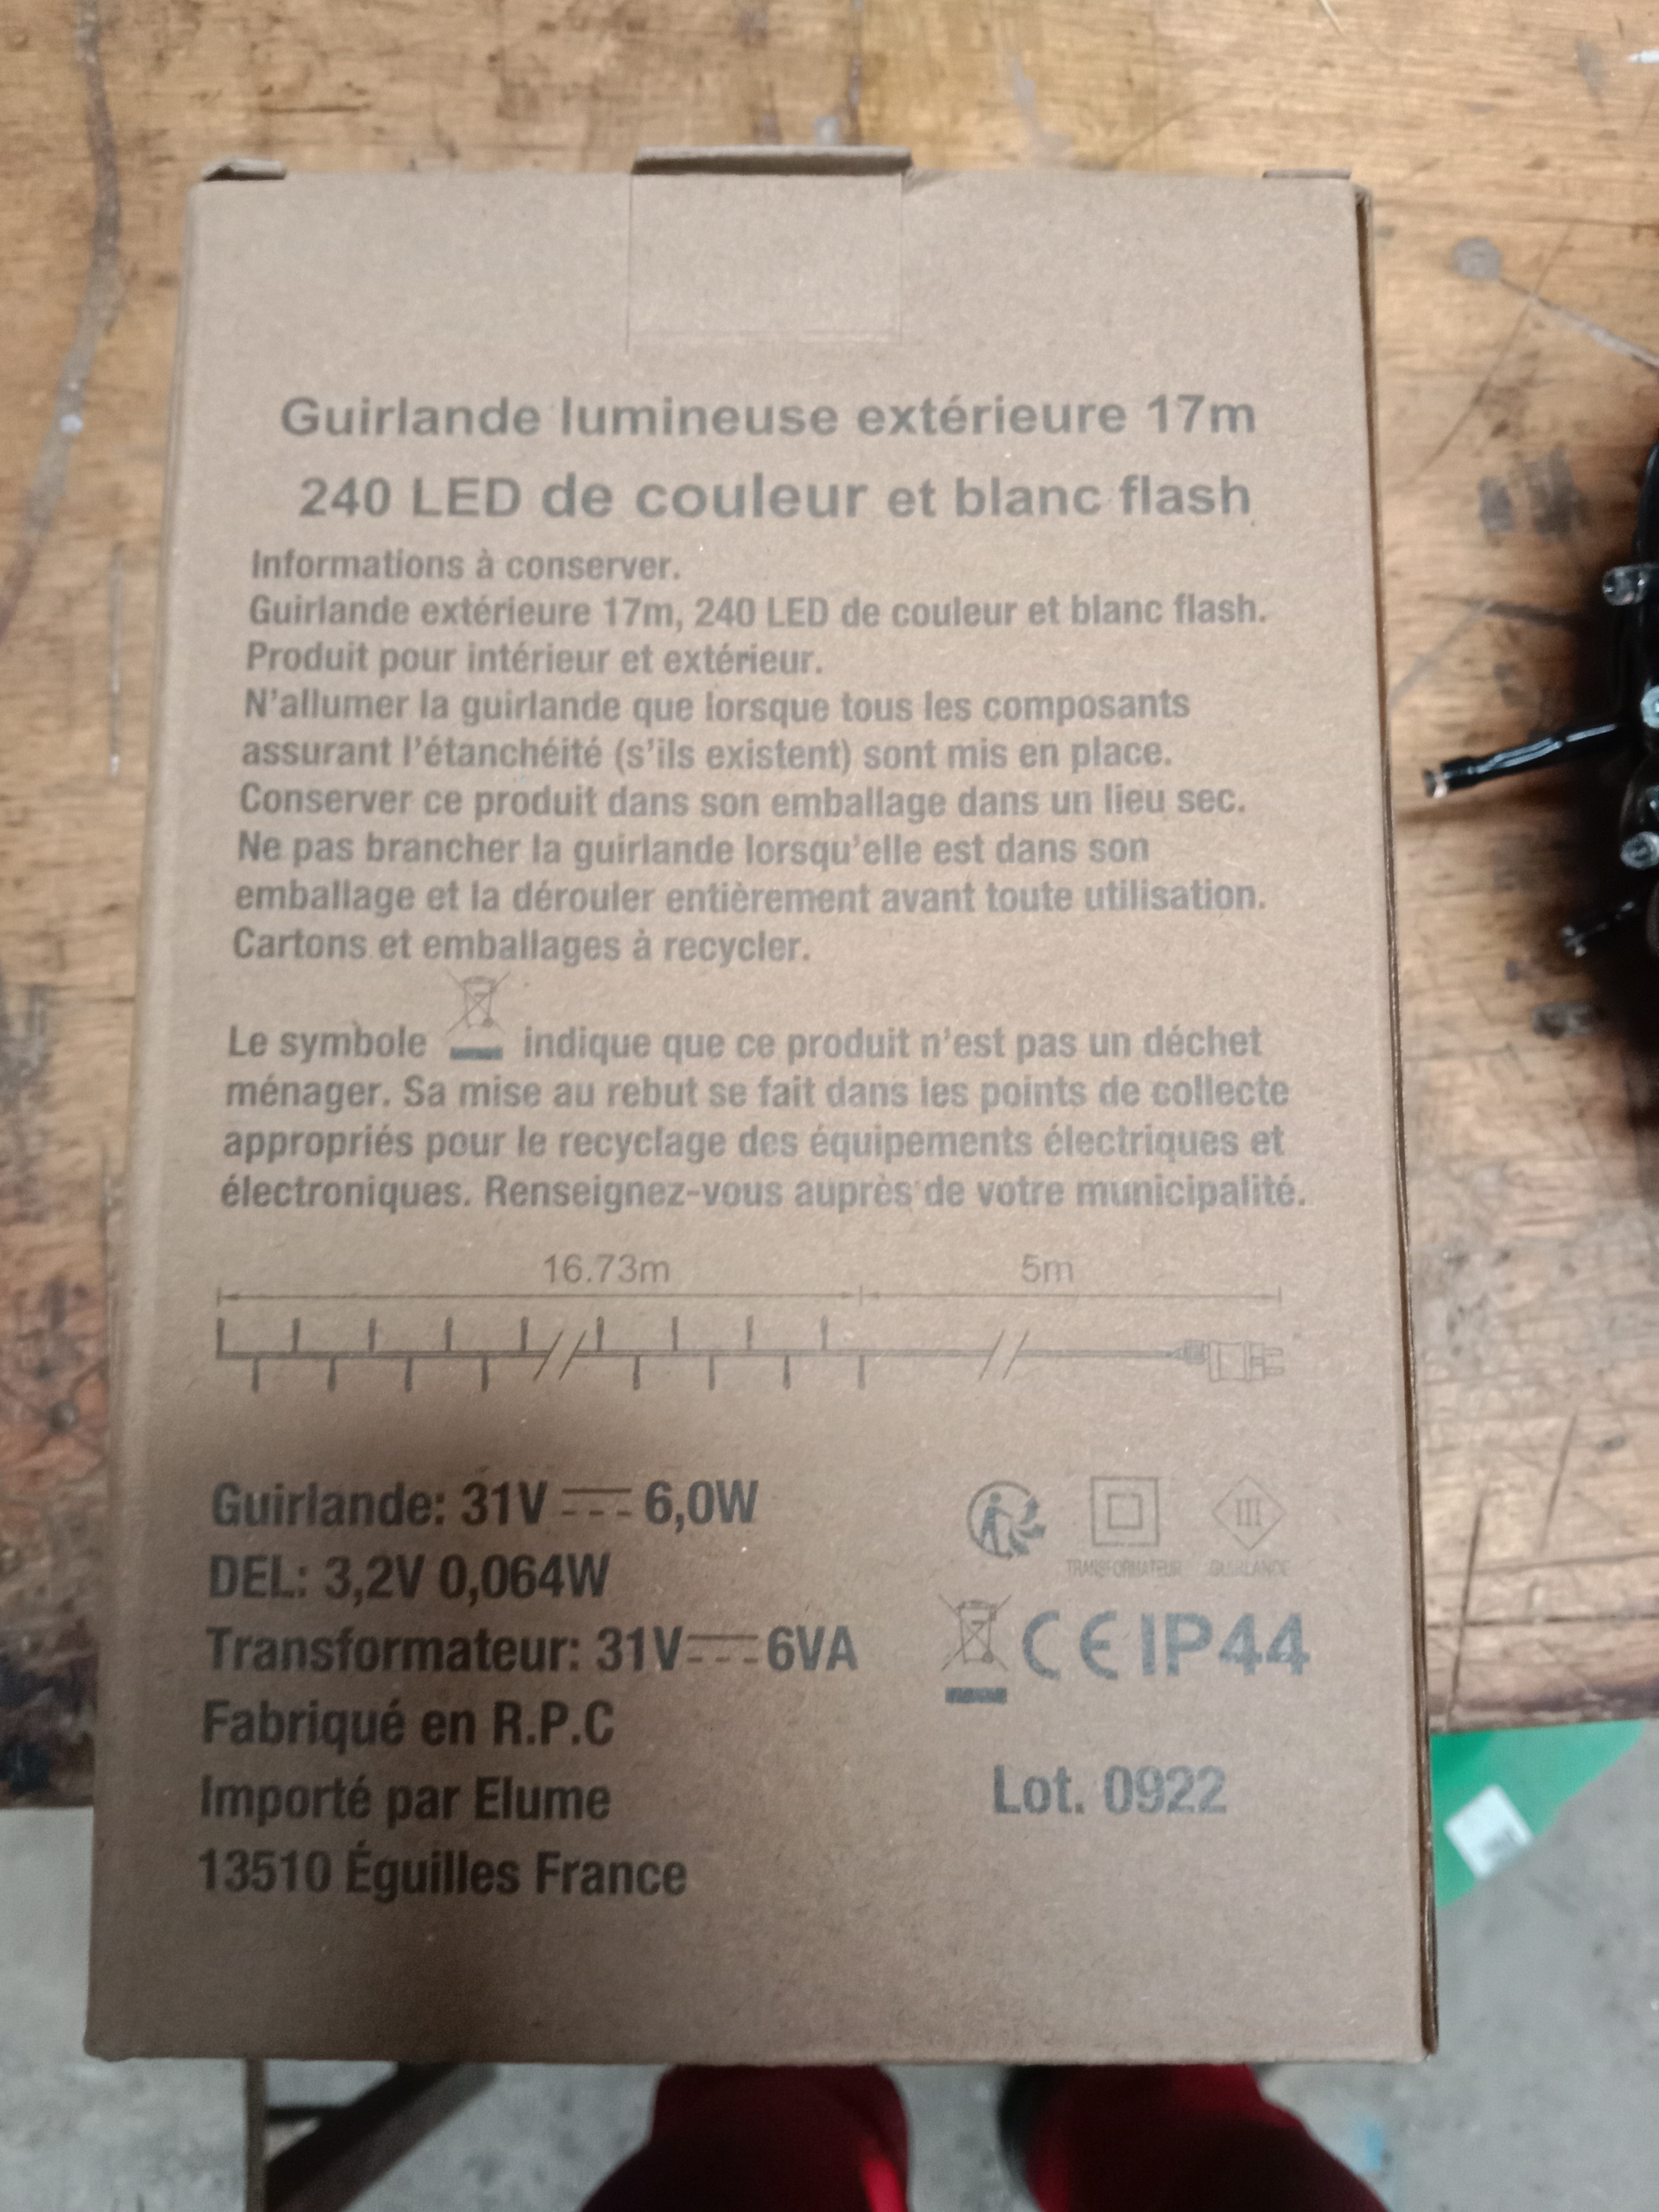 Guirlande lumineuse extérieure 17m
240 LED de couleur et blanc flash
Informations à conserver.
Guirlande extérieure 17m, 240 LED de couleur et blanc flash.
Produit pour intérieur et extérieur.
N'allumer la guirlande que lorsque tous les composants
assurant l'étanchéité (s'ils existent) sont mis en place.
Conserver ce produit dans son emballage dans un lieu sec.
Ne pas brancher la guirlande lorsqu'elle est dans son
emballage et la dérouler entièrement avant toute utilisation.
Cartons et emballages à recycler.
Le symbole indique que ce produit n'est pas un déchet
ménager. Sa mise au rebut se fait dans les points de collecte
appropriés pour le recyclage des équipements électriques et
électroniques. Renseignez-vous auprès de votre municipalité.
16.73m 5m
Guirlande: 31V 6,0W
DEL: 3,2V 0,064W
Transformateur: 31V 6VA
Fabriqué en R.P.C
Importé par Elume
13510 Éguilles France
III
TRANSFORMATEUR GUIRLANDE
CE IP44
Lot. 0922